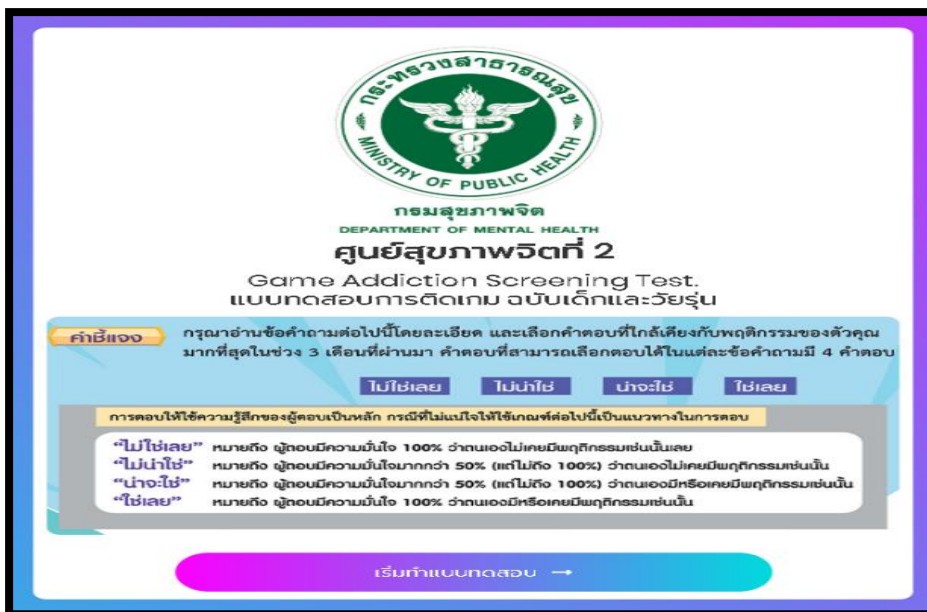 กระทรวงสาธารณสุข
MINISTRY OF PUBLIC HEALTH
กรมสุขภาพจิต
DEPARTMENT OF MENTAL HEALTH
ศูนย์สุขภาพจิตที่ 2
Game Addiction Screening Test.
แบบทดสอบการติดเกม ฉบับเด็กและวัยรุ่น
คำชี้แจง กรุณาอ่านข้อคำถามต่อไปนี้โดยละเอียด และเลือกคำตอบที่ใกล้เคียงกับพฤติกรรมของตัวคุณ
มากที่สุดในช่วง 3 เดือนที่ผ่านมา คำตอบที่สามารถเลือกตอบได้ในแต่ละข้อคำถามมี 4 คำตอบ
ไม่ใช่เลย ไม่น่าใช่ น่าจะใช่ ใช่เลย
การตอบให้ใช้ความรู้สึกของผู้ตอบเป็นหลัก กรณีที่ไม่แน่ใจให้ใช้เกณฑ์ต่อไปนี้เป็นแนวทางในการตอบ
“ไม่ใช่เลย” หมายถึง ผู้ตอบมีความมั่นใจ 100% ว่าตนเองไม่เคยมีพฤติกรรมเช่นนั้นเลย
“ไม่น่าใช่” หมายถึง ผู้ตอบมีความมั่นใจมากกว่า 50% (แต่ไม่ถึง 100%) ว่าตนเองไม่เคยมีพฤติกรรมเช่นนั้น
“น่าจะใช่” หมายถึง ผู้ตอบมีความมั่นใจมากกว่า 50% (แต่ไม่ถึง 100%) ว่าตนเองมีหรือเคยมีพฤติกรรมเช่นนั้น
“ใช่เลย” หมายถึง ผู้ตอบมีความมั่นใจ 100% ว่าตนเองมีหรือเคยมีพฤติกรรมเช่นนั้น
เริ่มทำแบบทดสอบ →